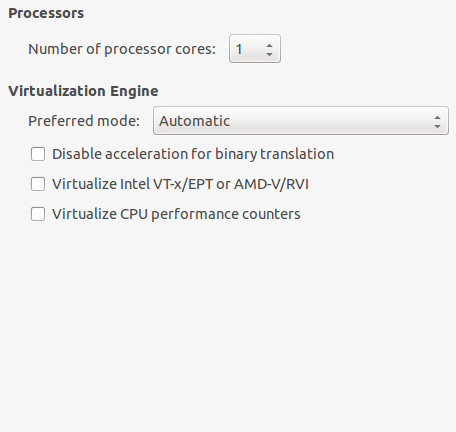 Processors
Number of processor cores: 1
Virtualization Engine
Preferred mode: Automatic
Disable acceleration for binary translation
Virtualize Intel VT-x/EPT or AMD-V/RVI
Virtualize CPU performance counters